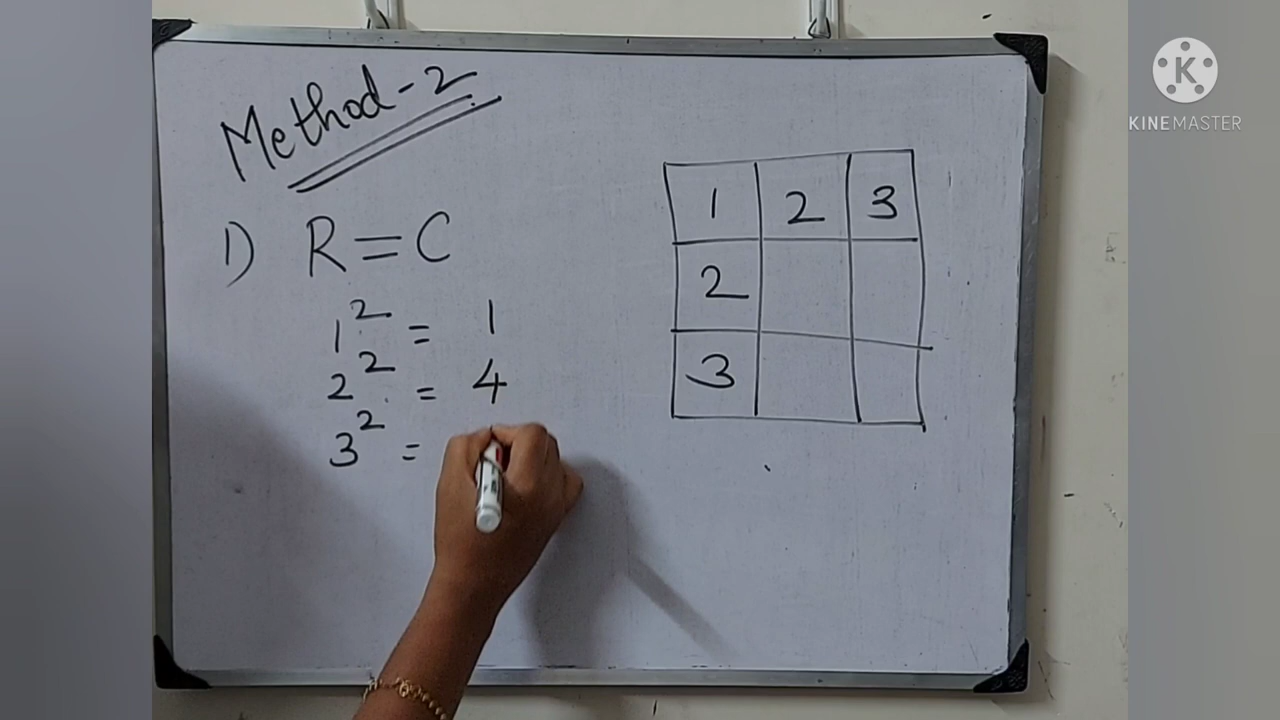 Method-2
1) R=C
1² = 1
2² = 4
3² =
1 2 3
2
3
K
KINEMASTER